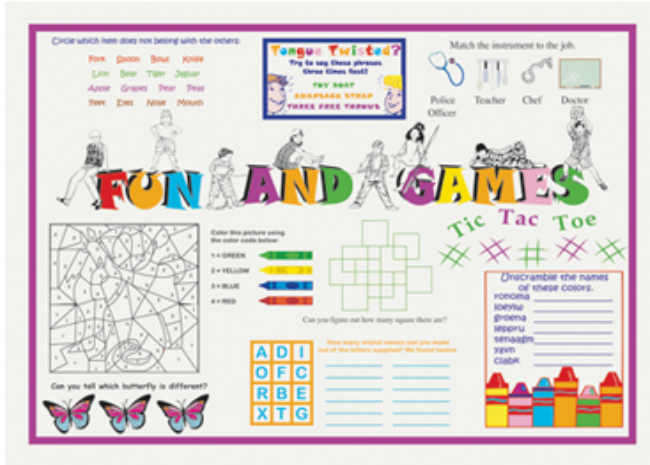 Circle which item does not belong with the others:
Fork Spoon Bowl Knife
Lion Bear Tiger Jaguar
Apple Grapes Pear Peas
Feet Eyes Nose Mouth
Tongue Twisted?
Try to say these phrases
three times fast!!
TOY BOAT
KNAPSACK STRAP
THREE FREE THROWS
Match the instrument to the job.
Police Officer
Teacher
Chef
Doctor
FUN AND GAMES
Tic Tac Toe
Color this picture using
the color code below:
1 = GREEN
2 = YELLOW
3 = BLUE
4 = RED
Can you figure out how many square there are?
Unscramble the names
of these colors.
groena
How many animal names can you make
out of the letters supplied? We found twelve.
A D I
O F C
R B E
X T G
Can you tell which butterfly is different?